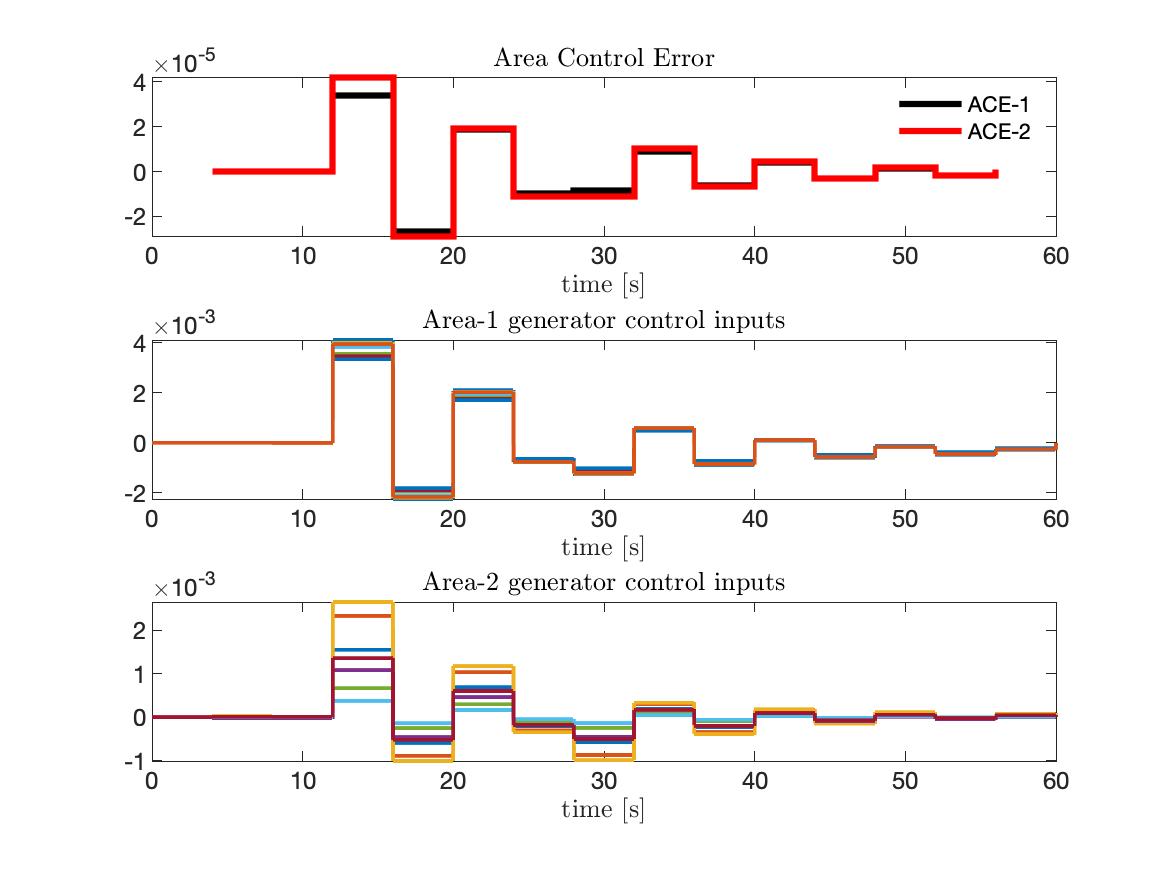 Area Control Error
×10-5
4
2
0
-2
ACE-1
ACE-2
0 10 20 30 40 50 60
time [s]
Area-1 generator control inputs
×10-3
4
2
0
-2
0 10 20 30 40 50 60
time [s]
Area-2 generator control inputs
×10-3
2
1
0
-1
0 10 20 30 40 50 60
time [s]